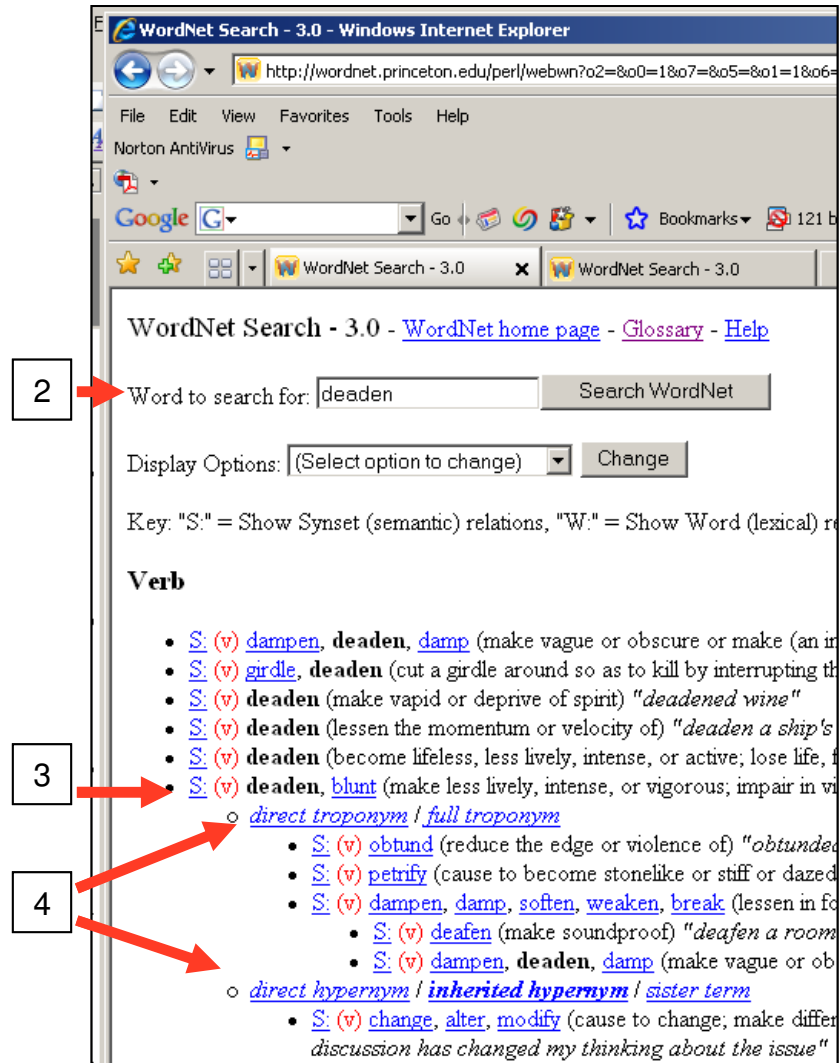 WordNet Search - 3.0 - Windows Internet Explorer
http://wordnet.princeton.edu/perl/webwn?o2=&o0=1&o7=&o5=&o1=1&o6=
File Edit View Favorites Tools Help
Norton AntiVirus
Google G Go Bookmarks 121 b
WordNet Search - 3.0 WordNet Search - 3.0
WordNet Search - 3.0 - WordNet home page - Glossary - Help
2 Word to search for: deaden Search WordNet
Display Options: (Select option to change) Change
Key: "S:" = Show Synset (semantic) relations, "W:" = Show Word (lexical) re
Verb
• S: (v) dampen, deaden, damp (make vague or obscure or make (an in
• S: (v) girdle, deaden (cut a girdle around so as to kill by interrupting th
• S: (v) deaden (make vapid or deprive of spirit) "deadened wine"
• S: (v) deaden (lessen the momentum or velocity of) "deaden a ship's
• S: (v) deaden (become lifeless, less lively, intense, or active; lose life, f
3 • S: (v) deaden, blunt (make less lively, intense, or vigorous; impair in vi
o direct troponym / full troponym
• S: (v) obtund (reduce the edge or violence of) "obtunded
• S: (v) petrify (cause to become stonelike or stiff or dazed
4 • S: (v) dampen, damp, soften, weaken, break (lessen in fo
• S: (v) deafen (make soundproof) "deafen a room
• S: (v) dampen, deaden, damp (make vague or ob
o direct hypernym / inherited hypernym / sister term
• S: (v) change, alter, modify (cause to change; make differ
discussion has changed my thinking about the issue"